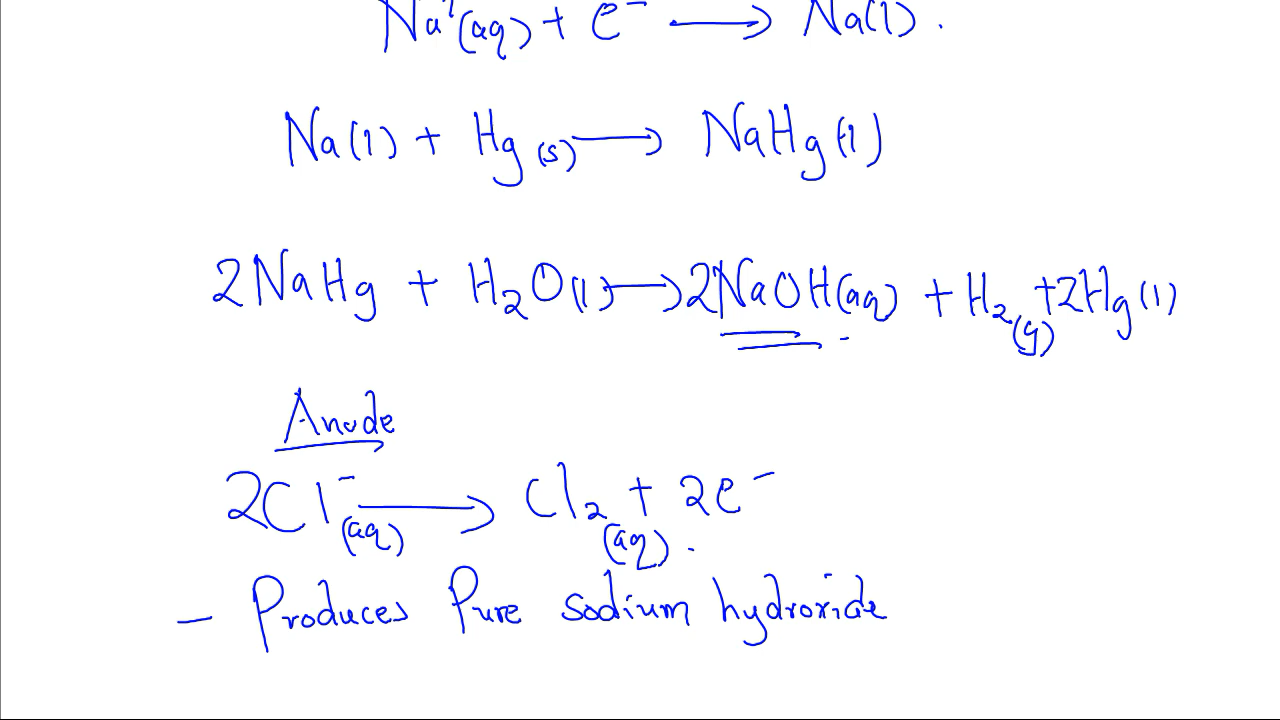 Na⁺(aq) + e⁻ ⟶ Na(l).
Na(l) + Hg(s) ⟶ NaHg(l)
2NaHg + H₂O(l) ⟶ 2NaOH(aq) + H₂(g) + 2Hg(l)
Anode
2Cl⁻(aq) ⟶ Cl₂(aq) + 2e⁻.
– Produces Pure sodium hydroxide